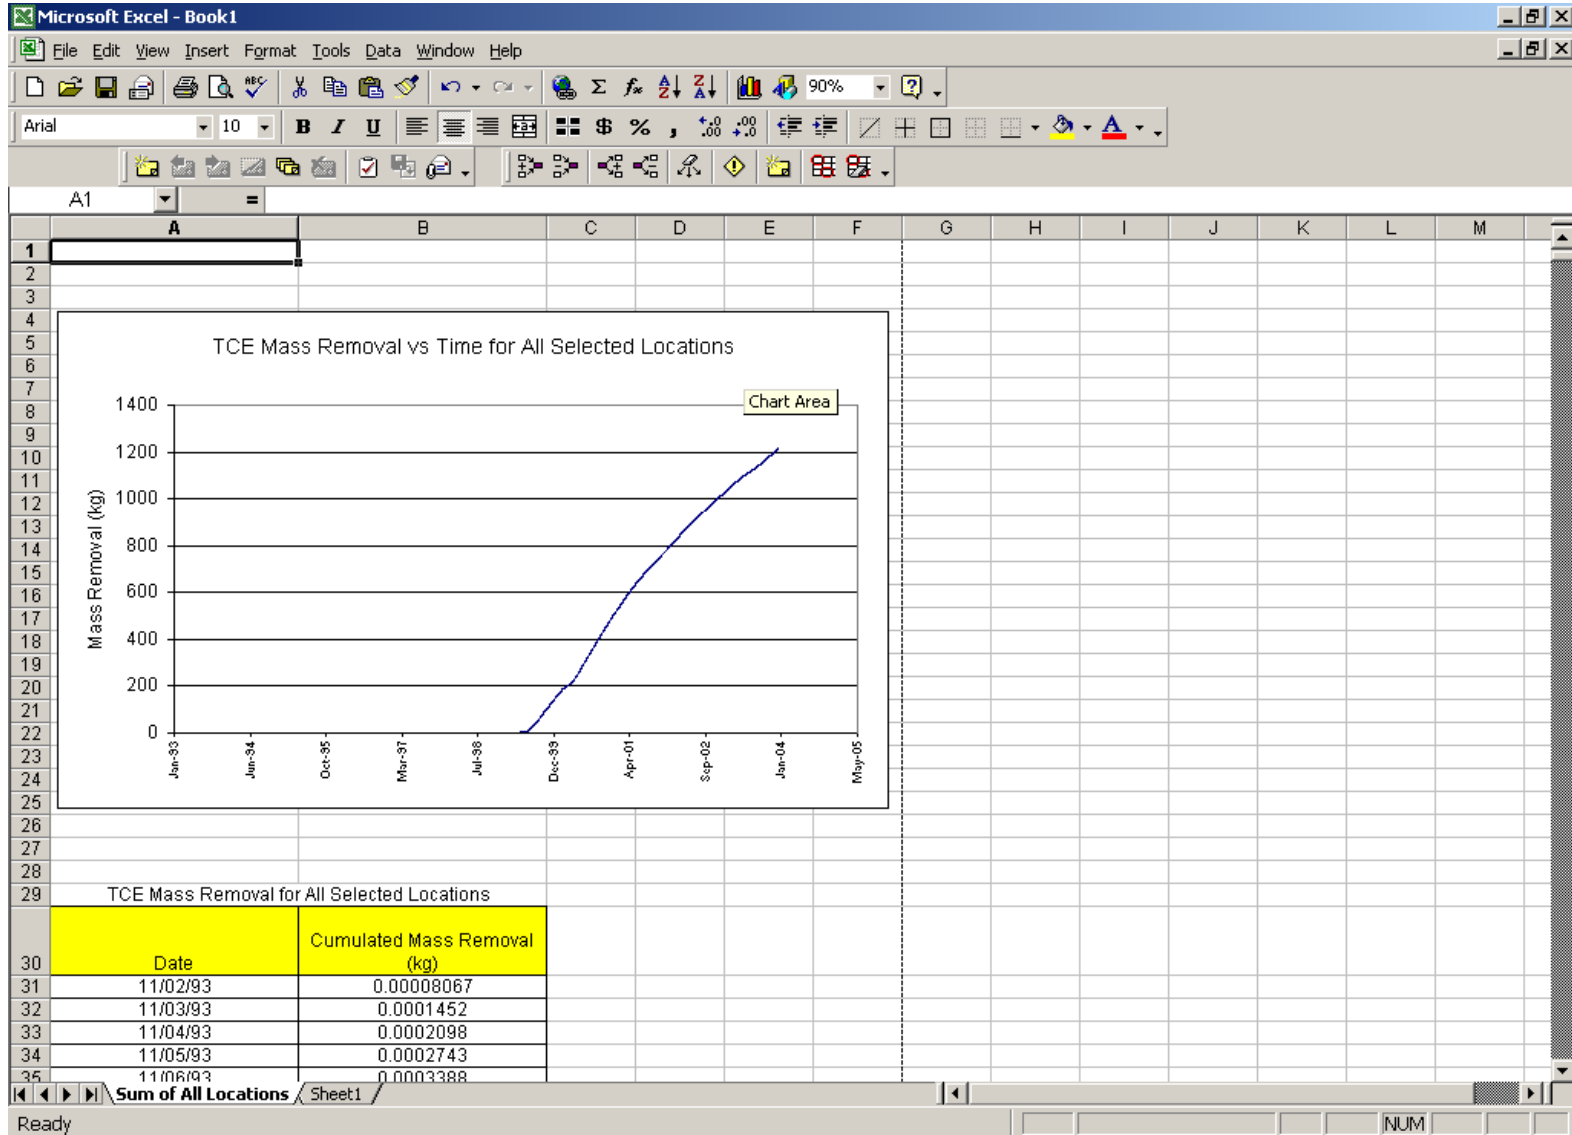 Microsoft Excel - Book1
File Edit View Insert Format Tools Data Window Help
90%
Arial 10 B I U $ % ,
A1 =
A B C D E F G H I J K L M
1
2
3
4
5 TCE Mass Removal vs Time for All Selected Locations
6
7
8 1400 Chart Area
9
10 1200
11
12 1000
13
14 800
15
16 600
17
18 400
19
20 200
21
22 0
Mass Removal (kg)
23 Jan-93 Jun-94 Oct-95 Mar-97 Jul-98 Dec-99 Apr-01 Sep-02 Jan-04 May-05
24
25
26
27
28
29 TCE Mass Removal for All Selected Locations
30 Date Cumulated Mass Removal (kg)
31 11/02/93 0.00008067
32 11/03/93 0.0001452
33 11/04/93 0.0002098
34 11/05/93 0.0002743
35 11/06/93 0.0003388
Sum of All Locations Sheet1
Ready NUM